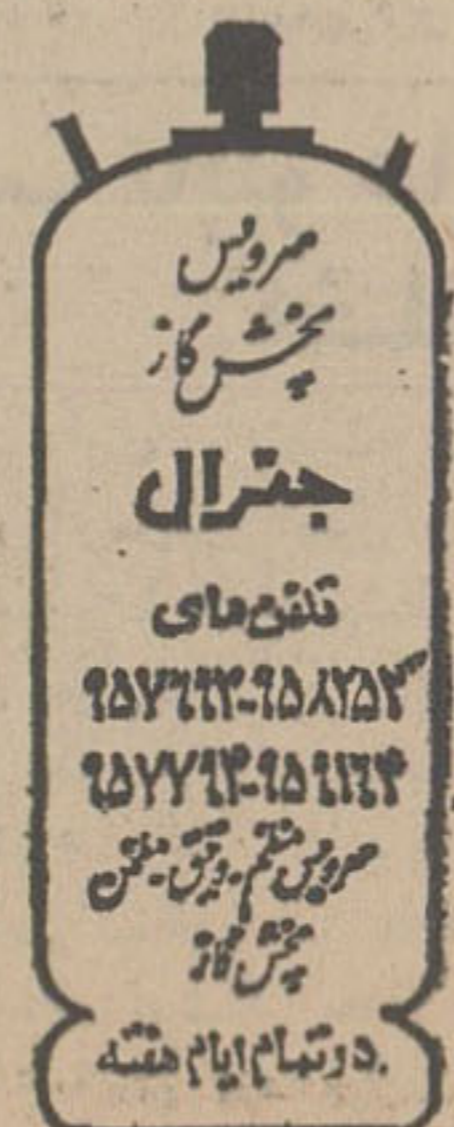 سرویس
پخش گاز
جنرال
تلفن‌های
۹۵۸۲۵۳-۹۵۷۶۶۳
۹۵۹۱۶۴-۹۵۷۷۱۴
سرویس منظم-دقیق-مطمئن
پخش گاز
در تمام ایام هفته.